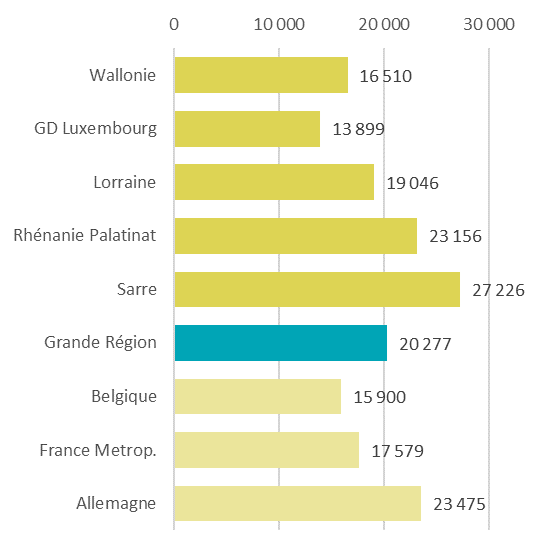 0 10 000 20 000 30 000
Wallonie 16 510
GD Luxembourg 13 899
Lorraine 19 046
Rhénanie Palatinat 23 156
Sarre 27 226
Grande Région 20 277
Belgique 15 900
France Metrop. 17 579
Allemagne 23 475